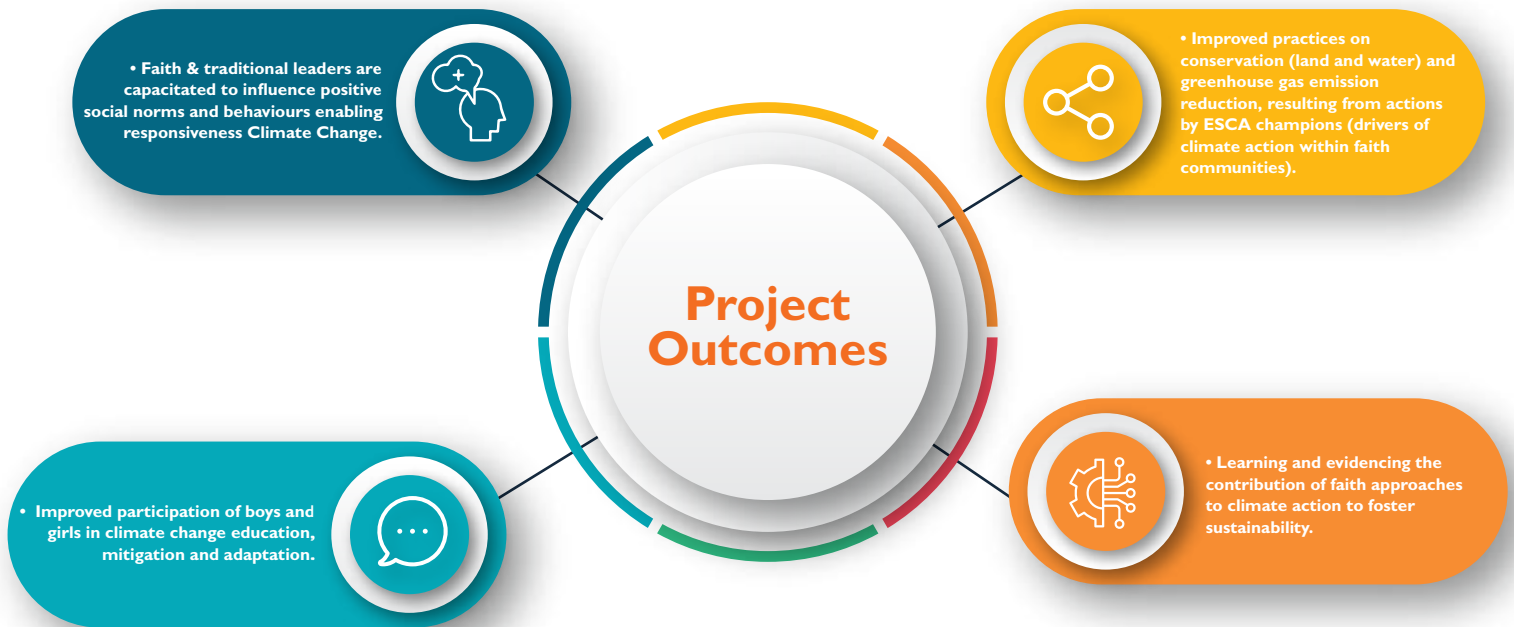 • Faith & traditional leaders are
capacitated to influence positive
social norms and behaviours enabling
responsiveness Climate Change.
• Improved practices on
conservation (land and water) and
greenhouse gas emission
reduction, resulting from actions
by ESCA champions (drivers of
climate action within faith
communities).
Project
Outcomes
• Improved participation of boys and
girls in climate change education,
mitigation and adaptation.
• Learning and evidencing the
contribution of faith approaches
to climate action to foster
sustainability.